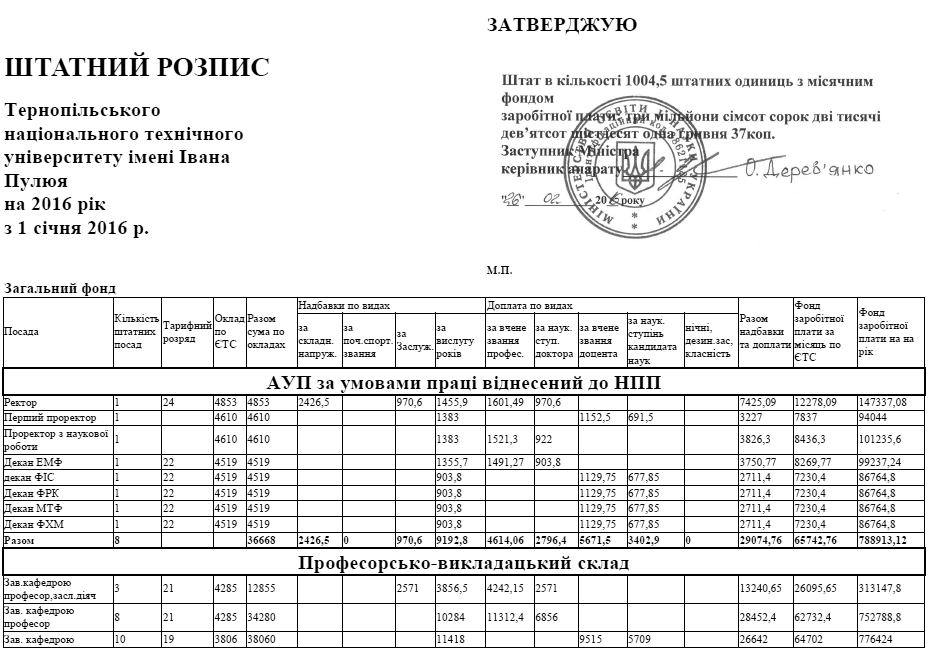 ЗАТВЕРДЖУЮ
ШТАТНИЙ РОЗПИС
Штат в кількості 1004,5 штатних одиниць з місячним
фондом
заробітної плати: три мільйони сімсот сорок дві тисячі
дев’ятсот шістдесят одна гривня 37коп.
Заступник Міністра
керівник апарату О. Дерев'янко
"26" 02. 2016 року
МІНІСТЕРСТВО ОСВІТИ І НАУКИ УКРАЇНИ
Тернопільського
національного технічного
університету імені Івана
Пулюя
на 2016 рік
з 1 січня 2016 р.
М.П.
Загальний фонд
Посада Кількість штатних посад Тарифний розряд Оклад по ЄТС Разом сума по окладах Надбавки по видах Доплата по видах Разом надбавки та доплати Фонд заробітної плати за місяць по ЄТС Фонд заробітної плати на на рік
за складн. напруж. за поч.спорт. звання за Заслуж. за вислугу років за вчене звання профес. за наук. ступ. доктора за вчене звання доцента за наук. ступінь кандидата наук нічні, дезин.зас, класність
АУП за умовами праці віднесений до НПП
Ректор 1 24 4853 4853 2426,5 970,6 1455,9 1601,49 970,6 7425,09 12278,09 147337,08
Перший проректор 1 4610 4610 1383 1152,5 691,5 3227 7837 94044
Проректор з наукової роботи 1 4610 4610 1383 1521,3 922 3826,3 8436,3 101235,6
Декан ЕМФ 1 22 4519 4519 1355,7 1491,27 903,8 3750,77 8269,77 99237,24
декан ФІС 1 22 4519 4519 903,8 1129,75 677,85 2711,4 7230,4 86764,8
Декан ФРК 1 22 4519 4519 903,8 1129,75 677,85 2711,4 7230,4 86764,8
Декан МТФ 1 22 4519 4519 903,8 1129,75 677,85 2711,4 7230,4 86764,8
Декан ФХМ 1 22 4519 4519 903,8 1129,75 677,85 2711,4 7230,4 86764,8
Разом 8 36668 2426,5 0 970,6 9192,8 4614,06 2796,4 5671,5 3402,9 0 29074,76 65742,76 788913,12
Професорсько-викладацький склад
Зав.кафедрою професор,засл.діяч 3 21 4285 12855 2571 3856,5 4242,15 2571 13240,65 26095,65 313147,8
Зав. кафедрою професор 8 21 4285 34280 10284 11312,4 6856 28452,4 62732,4 752788,8
Зав. кафедрою 10 19 3806 38060 11418 9515 5709 26642 64702 776424